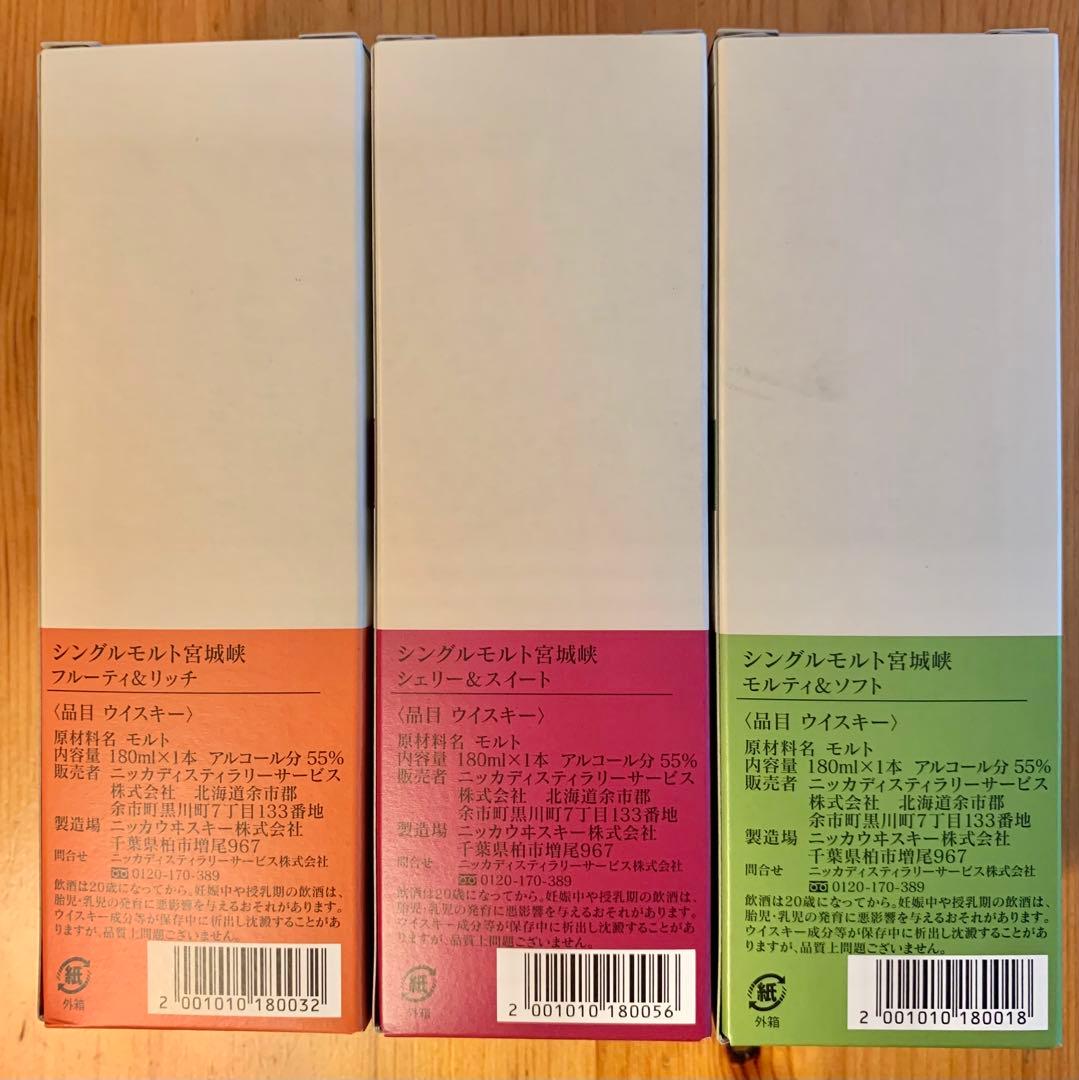 シングルモルト宮城峡
フルーティ&リッチ
〈品目 ウイスキー〉
原材料名 モルト
内容量 180ml×1本 アルコール分 55%
販売者 ニッカディスティラリーサービス
株式会社 北海道余市郡
余市町黒川町7丁目133番地
製造場 ニッカウヰスキー株式会社
千葉県柏市増尾967
問合せ ニッカディスティラリーサービス株式会社
0120-170-389
飲酒は20歳になってから。妊娠中や授乳期の飲酒は、
胎児・乳児の発育に悪影響を与えるおそれがあります。
ウイスキー成分等が保存中に析出し沈澱することがあ
りますが、品質上問題ございません。
紙
外箱
2 001010 180032
シングルモルト宮城峡
シェリー&スイート
〈品目 ウイスキー〉
原材料名 モルト
内容量 180ml×1本 アルコール分 55%
販売者 ニッカディスティラリーサービス
株式会社 北海道余市郡
余市町黒川町7丁目133番地
製造場 ニッカウヰスキー株式会社
千葉県柏市増尾967
問合せ ニッカディスティラリーサービス株式会社
0120-170-389
飲酒は20歳になってから。妊娠中や授乳期の飲酒は、
胎児・乳児の発育に悪影響を与えるおそれがあります。
ウイスキー成分等が保存中に析出し沈澱することがあ
りますが、品質上問題ございません。
紙
外箱
2 001010 180056
シングルモルト宮城峡
モルティ&ソフト
〈品目 ウイスキー〉
原材料名 モルト
内容量 180ml×1本 アルコール分 55%
販売者 ニッカディスティラリーサービス
株式会社 北海道余市郡
余市町黒川町7丁目133番地
製造場 ニッカウヰスキー株式会社
千葉県柏市増尾967
問合せ ニッカディスティラリーサービス株式会社
0120-170-389
飲酒は20歳になってから。妊娠中や授乳期の飲酒は、
胎児・乳児の発育に悪影響を与えるおそれがあります。
ウイスキー成分等が保存中に析出し沈澱することがあ
りますが、品質上問題ございません。
紙
外箱
2 001010 180018